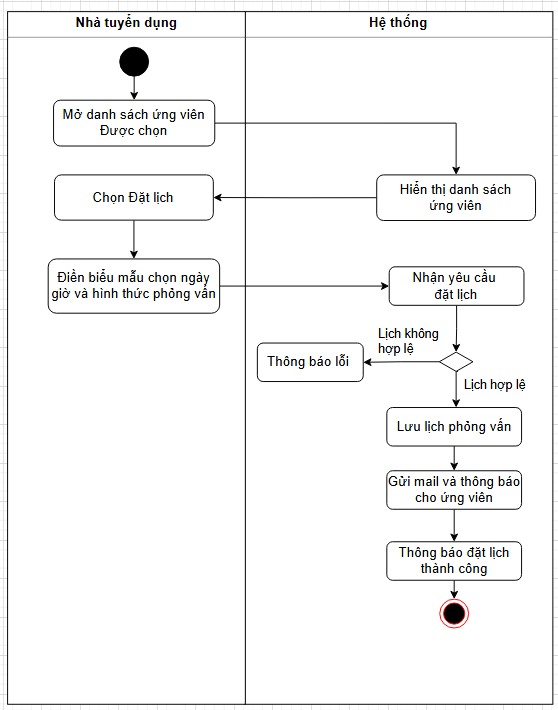 Nhà tuyển dụng
Hệ thống
Mở danh sách ứng viên
Được chọn
Hiển thị danh sách
ứng viên
Chọn Đặt lịch
Điền biểu mẫu chọn ngày
giờ và hình thức phỏng vấn
Nhận yêu cầu
đặt lịch
Lịch không
hợp lệ
Thông báo lỗi
Lịch hợp lệ
Lưu lịch phỏng vấn
Gửi mail và thông báo
cho ứng viên
Thông báo đặt lịch
thành công